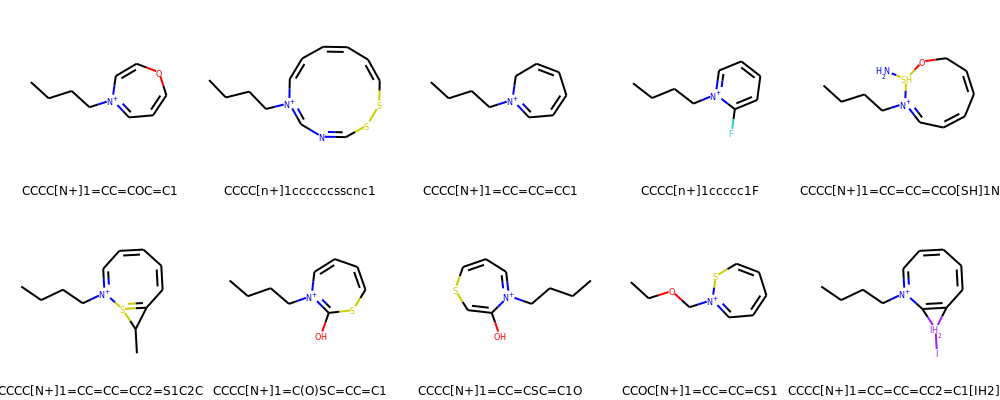 CCCC[N+]1=CC=COC=C1
CCCC[n+]1ccccccsscnc1
CCCC[N+]1=CC=CC=CC1
CCCC[n+]1ccccc1F
CCCC[N+]1=CC=CC=CCO[SH]1N
CCCC[N+]1=CC=CC=CC2=S1C2C
CCCC[N+]1=C(O)SC=CC=C1
CCCC[N+]1=CC=CSC=C1O
CCOC[N+]1=CC=CC=CS1
CCCC[N+]1=CC=CC=CC2=C1[IH2]